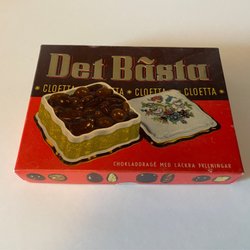 Det Bästa
CLOETTA CLOETTA CLOETTA
CHOKLADDRAGÉ MED LÄCKRA FYLLNINGAR